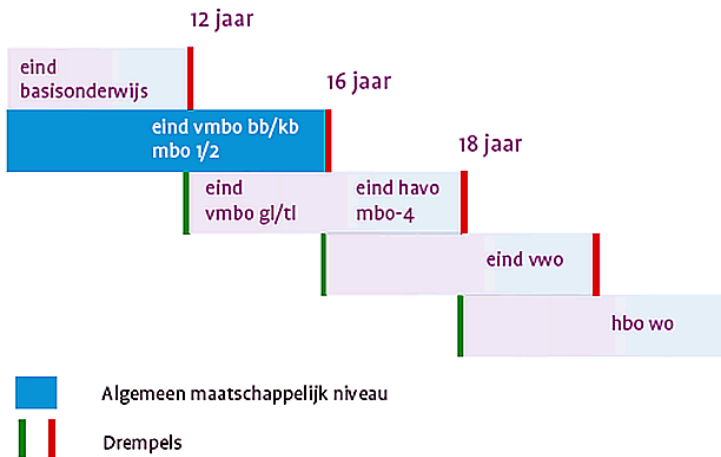 12 jaar
eind
basisonderwijs
16 jaar
eind vmbo bb/kb
mbo 1/2
18 jaar
eind
vmbo gl/tl
eind havo
mbo-4
eind vwo
hbo wo
Algemeen maatschappelijk niveau
Drempels